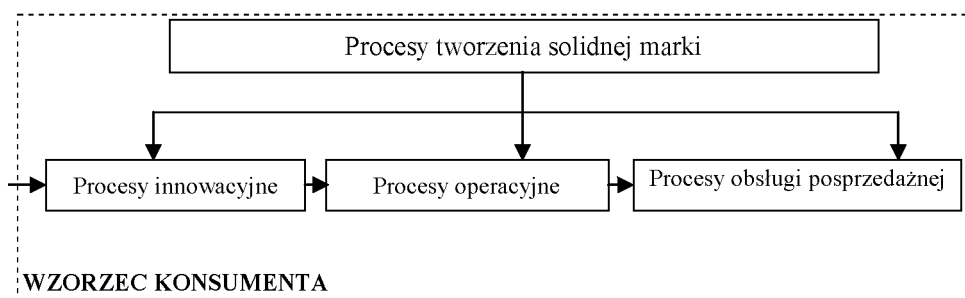 Procesy tworzenia solidnej marki
Procesy innowacyjne
Procesy operacyjne
Procesy obsługi posprzedażnej
WZORZEC KONSUMENTA